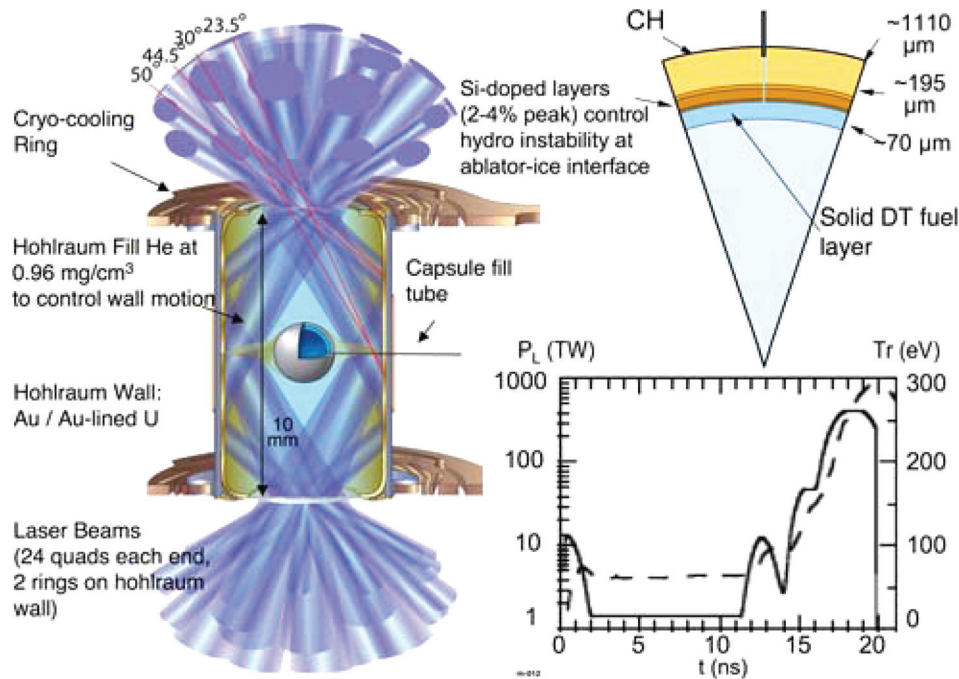 50°
44.5°
30°
23.5°
Cryo-cooling
Ring
Hohlraum Fill He at
0.96 mg/cm³
to control wall motion
Hohlraum Wall:
Au / Au-lined U
Laser Beams
(24 quads each end,
2 rings on hohlraum
wall)
10
mm
Si-doped layers
(2-4% peak) control
hydro instability at
ablator-ice interface
Capsule fill
tube
CH
~1110
µm
~195
µm
~70 µm
Solid DT fuel
layer
P_L (TW)
Tr (eV)
1000
100
10
1
300
200
100
0
0
5
10
15
20
t (ns)
m-012